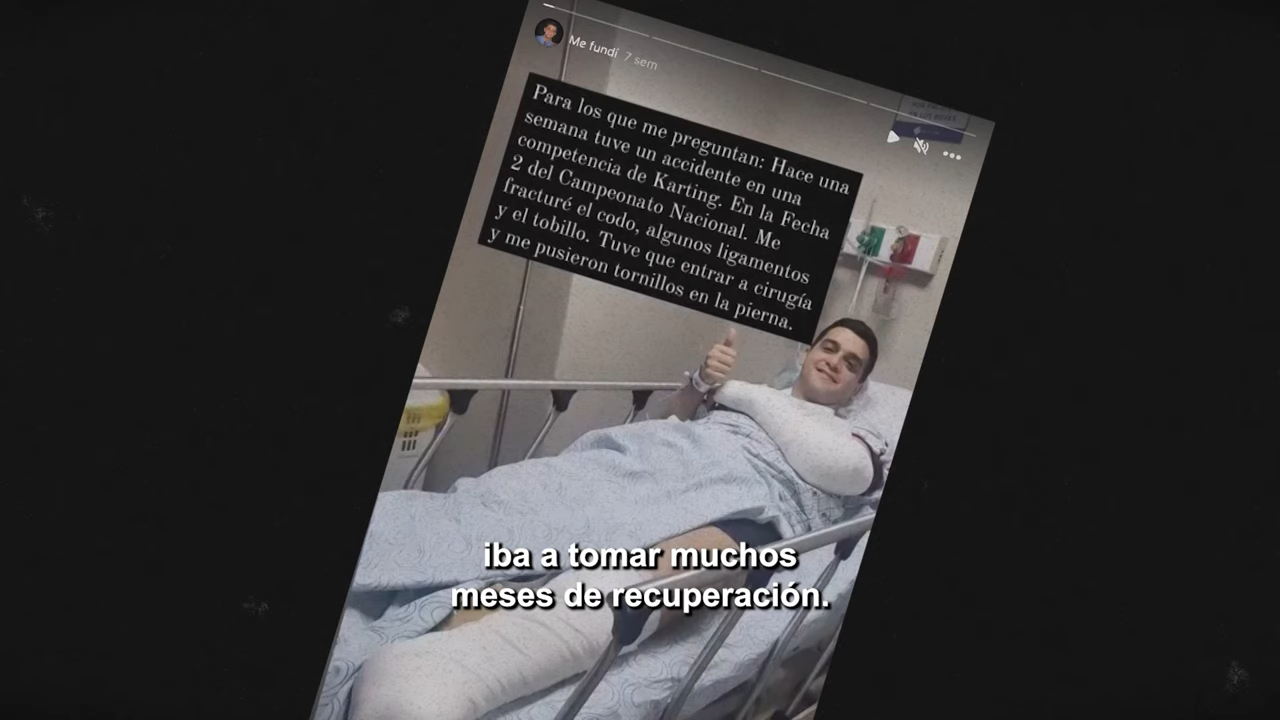 Me fundí 7 sem
Para los que me preguntan: Hace una
semana tuve un accidente en una
competencia de Karting. En la Fecha
2 del Campeonato Nacional. Me
fracturé el codo, algunos ligamentos
y el tobillo. Tuve que entrar a cirugía
y me pusieron tornillos en la pierna.
iba a tomar muchos
meses de recuperación.